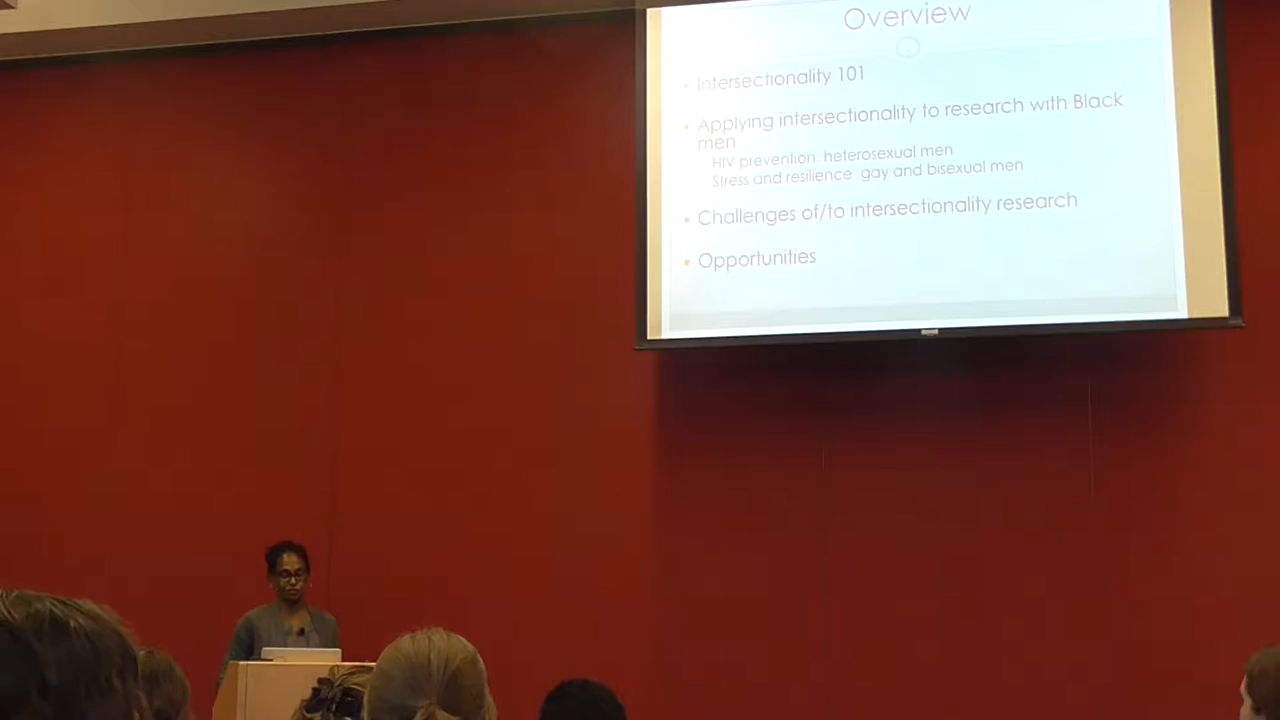 Overview
Intersectionality 101
Applying intersectionality to research with Black
men
HIV prevention: heterosexual men
Stress and resilience: gay and bisexual men
Challenges of/to intersectionality research
Opportunities